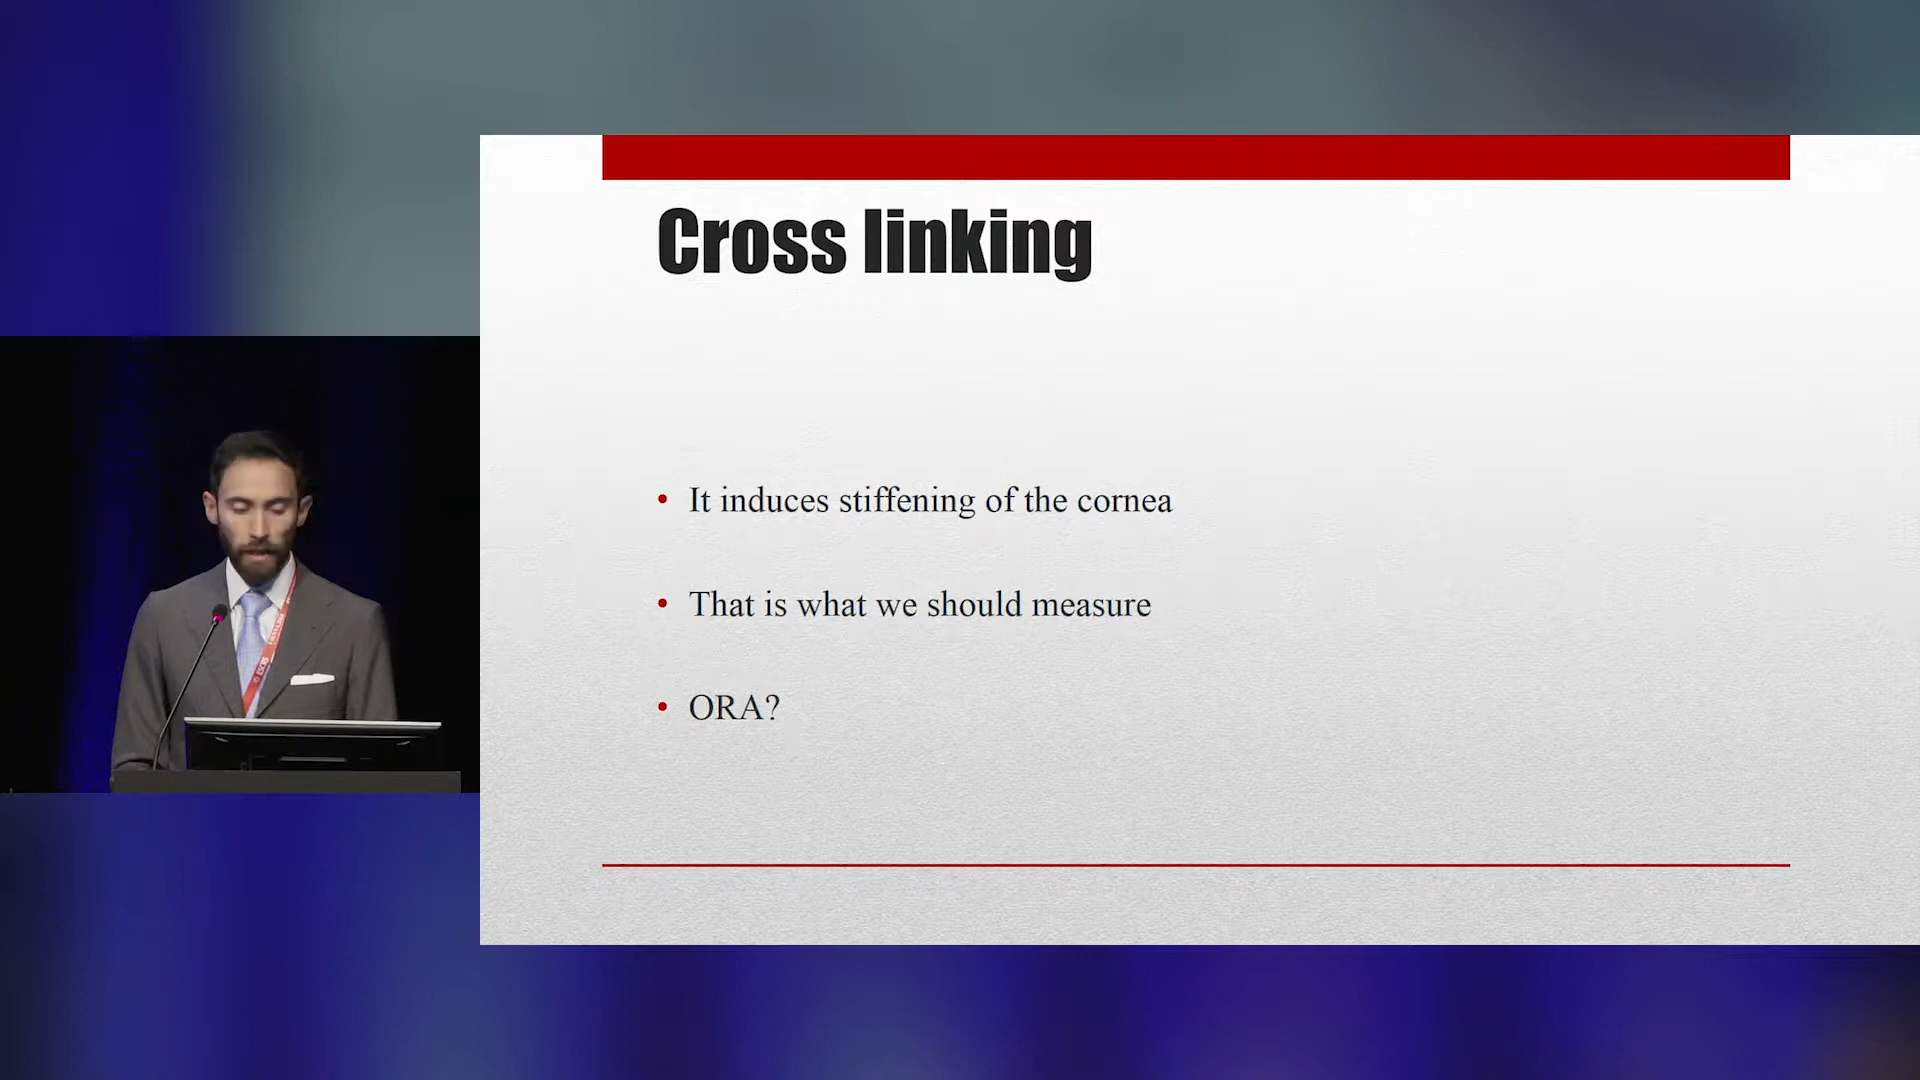 Cross linking
• It induces stiffening of the cornea
• That is what we should measure
• ORA?